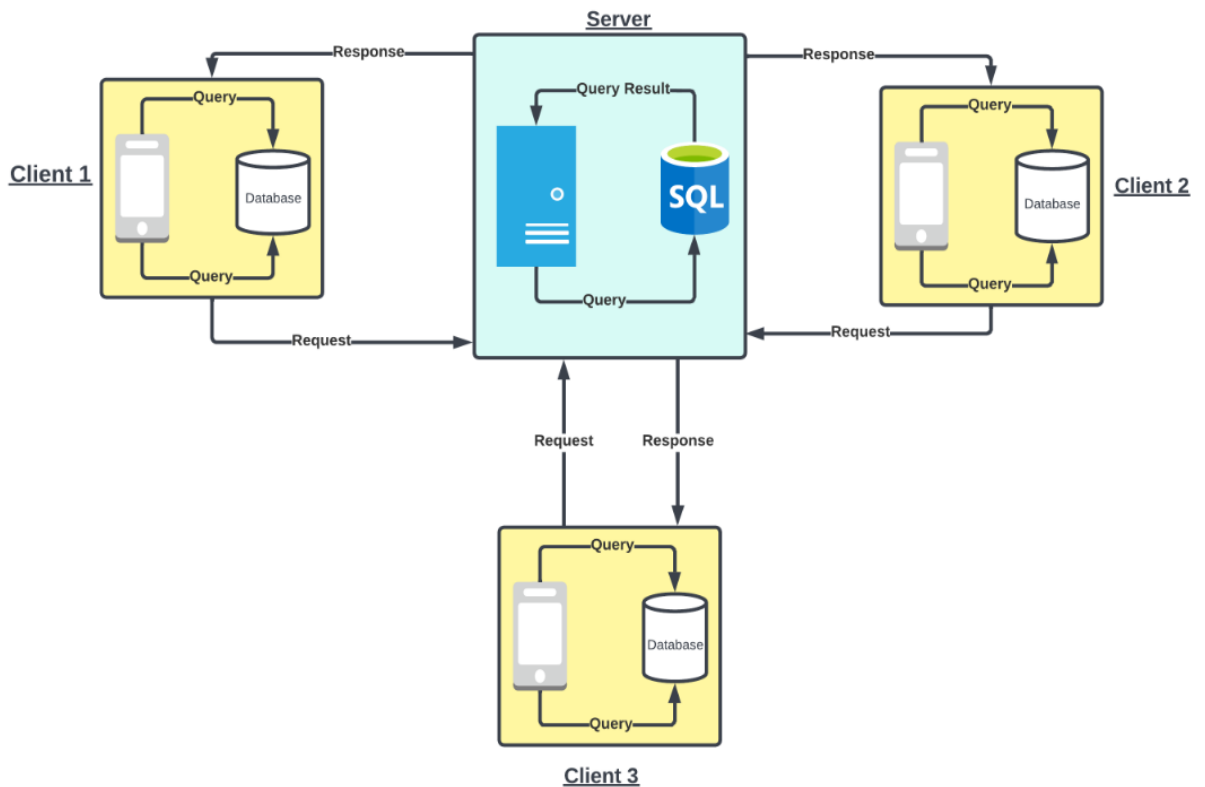 Server
Response
Response
Query
Query Result
Query
Client 1
Database
SQL
Database
Client 2
Query
Query
Query
Request
Request
Request
Response
Query
Database
Query
Client 3